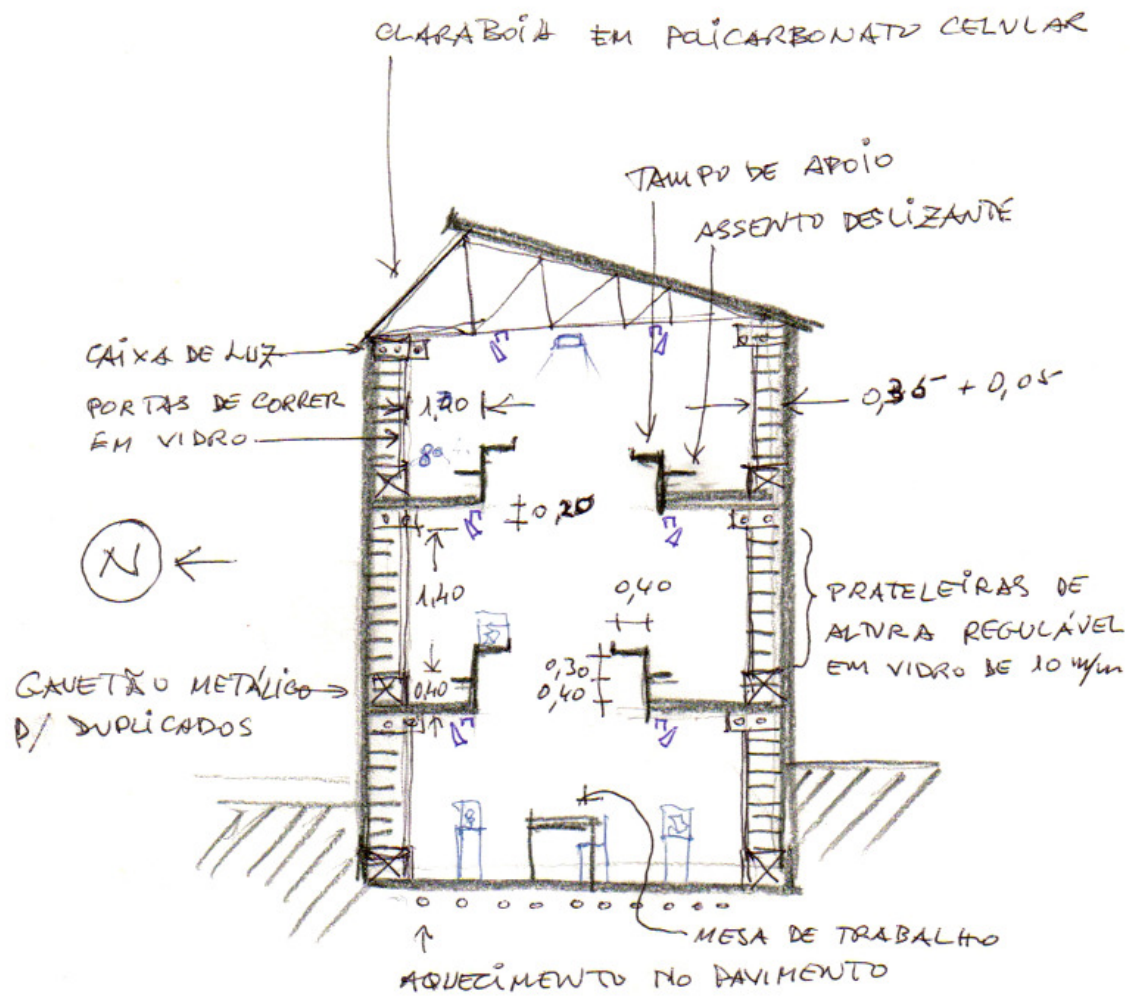 CLARABOIA EM POLICARBONATO CELULAR
TAMPO DE APOIO
ASSENTO DESLIZANTE
CAIXA DE LUZ
PORTAS DE CORRER
EM VIDRO
0,35 + 0,05
0,20
N
1,40
0,40
0,30
0,40
0,40
PRATELEIRAS DE
ALTURA REGULÁVEL
EM VIDRO DE 10 m/m
GAVETÃO METÁLICO
P/ DUPLICADOS
MESA DE TRABALHO
AQUECIMENTO NO PAVIMENTO